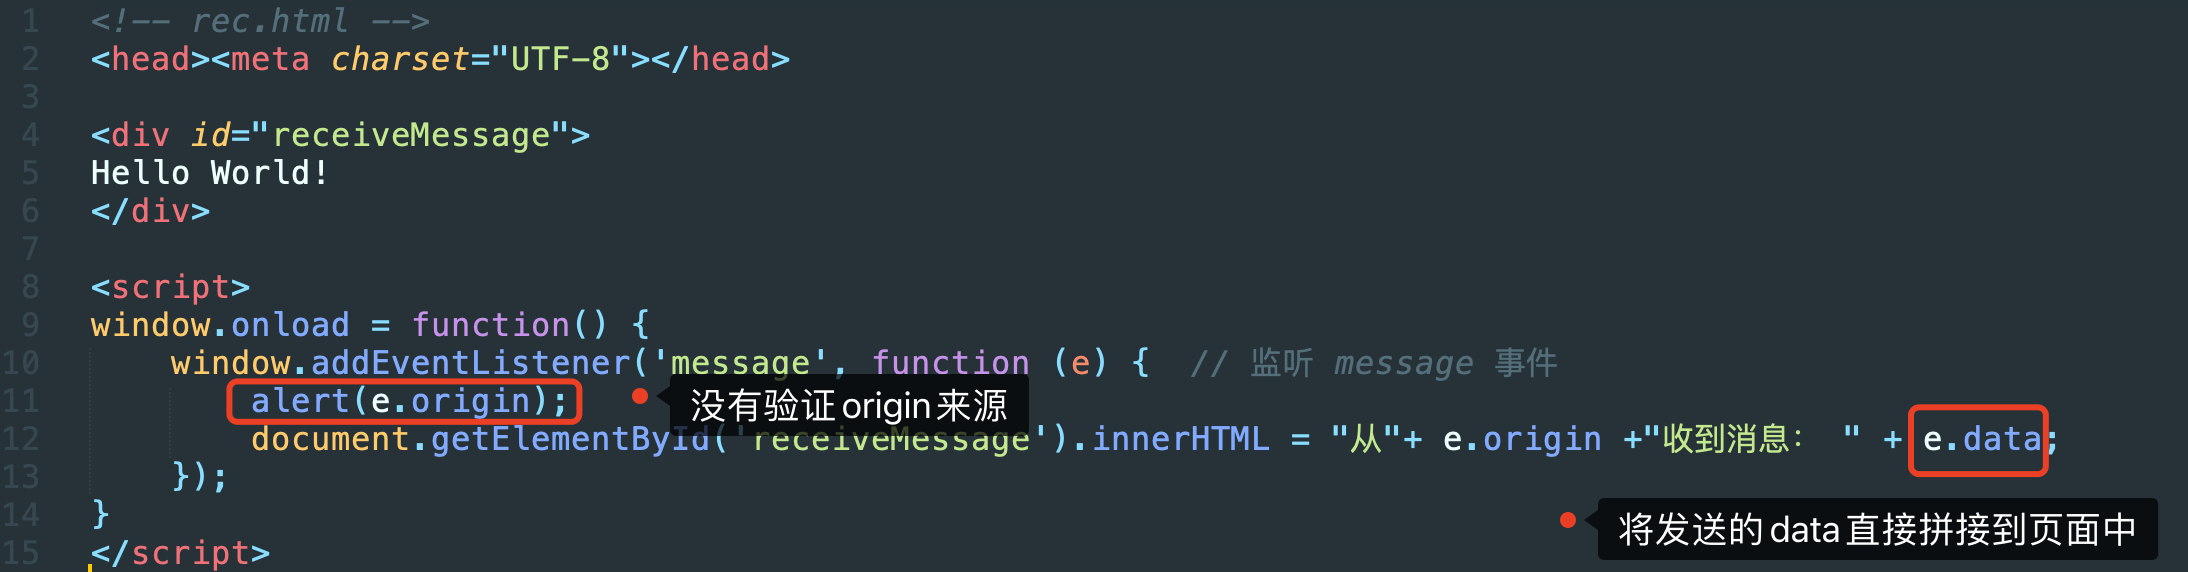 1 <!-- rec.html -->
2 <head><meta charset="UTF-8"></head>
3
4 <div id="receiveMessage">
5 Hello World!
6 </div>
7
8 <script>
9 window.onload = function() {
10 window.addEventListener('message', function (e) { // 监听 message 事件
11 alert(e.origin);
没有验证origin来源
12 document.getElementById('receiveMessage').innerHTML = "从"+ e.origin +"收到消息： " + e.data;
13 });
14 }
将发送的data直接拼接到页面中
15 </script>